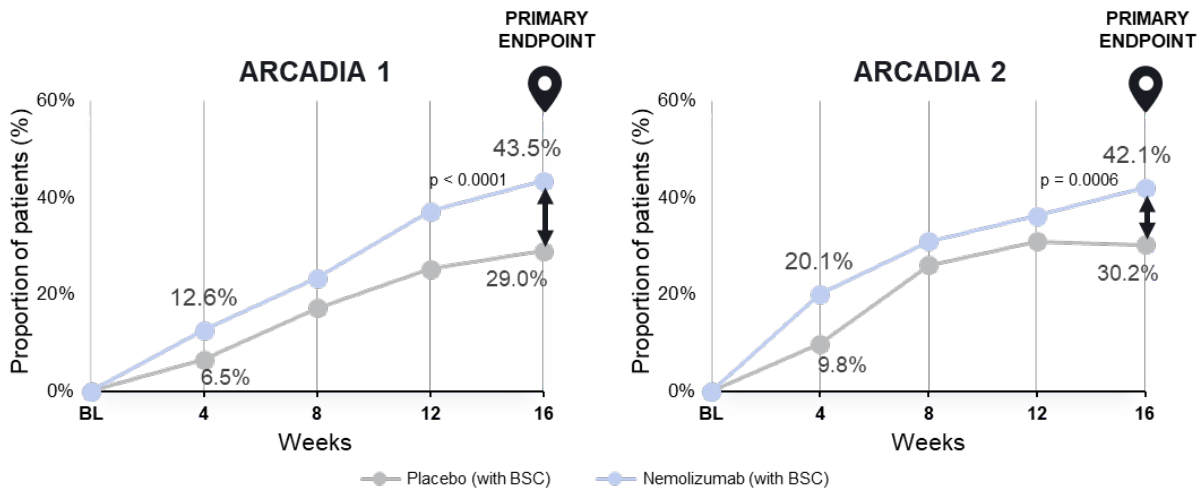 PRIMARY
ENDPOINT
ARCADIA 1
60%
40%
20%
0%
Proportion of patients (%)
43.5%
p < 0.0001
12.6%
29.0%
6.5%
BL
4
8
12
16
Weeks
PRIMARY
ENDPOINT
ARCADIA 2
60%
40%
20%
0%
Proportion of patients (%)
42.1%
p = 0.0006
20.1%
30.2%
9.8%
BL
4
8
12
16
Weeks
Placebo (with BSC)
Nemolizumab (with BSC)